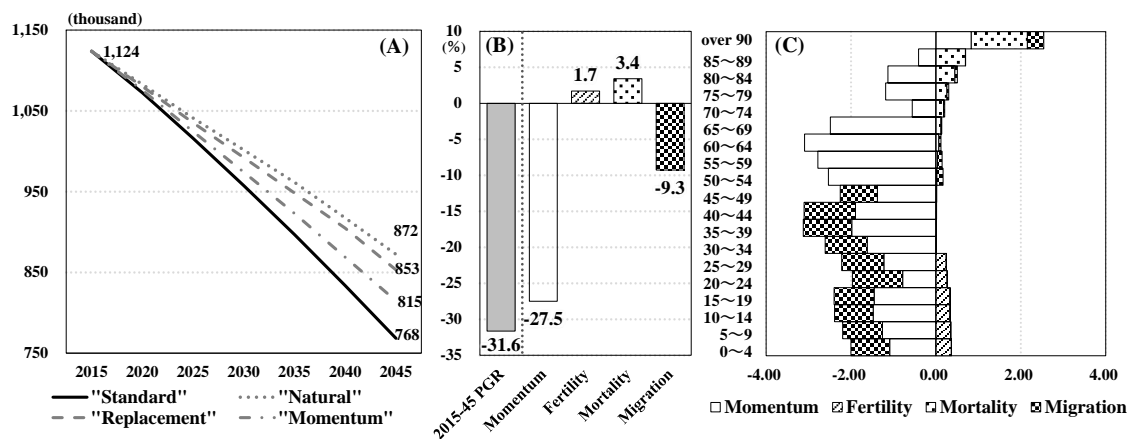 (thousand)
1,150
1,050
950
850
750
(A)
1,124
872
853
815
768
2015 2020 2025 2030 2035 2040 2045
"Standard" "Natural"
"Replacement" "Momentum"
10
(%)
5
0
-5
-10
-15
-20
-25
-30
-35
(B)
1.7
3.4
-9.3
-27.5
-31.6
2015-45 PGR
Momentum
Fertility
Mortality
Migration
(C)
over 90
85～89
80～84
75～79
70～74
65～69
60～64
55～59
50～54
45～49
40～44
35～39
30～34
25～29
20～24
15～19
10～14
5～9
0～4
-4.00 -2.00 0.00 2.00 4.00
Momentum Fertility Mortality Migration